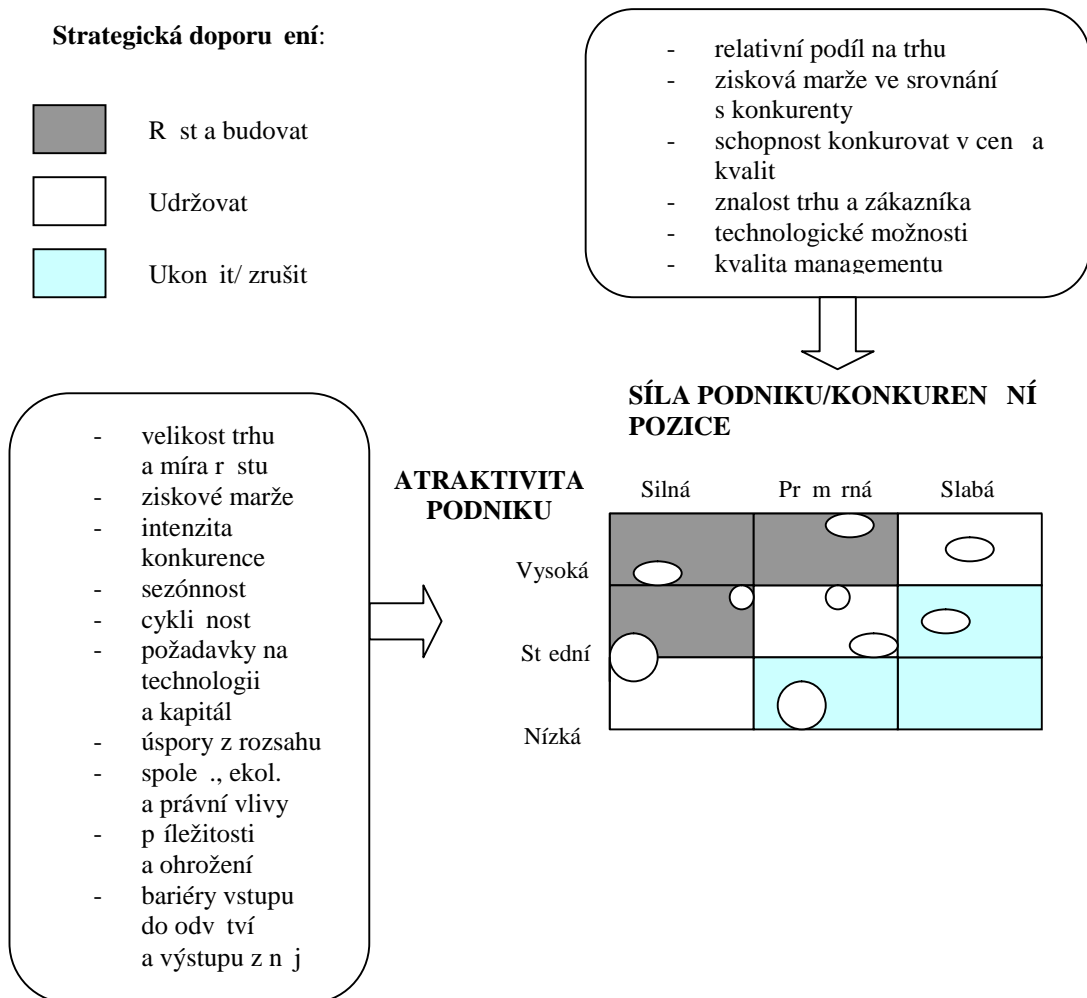 Strategická doporu ení:
R st a budovat
Udržovat
Ukon it/ zrušit
- relativní podíl na trhu
- zisková marže ve srovnání
s konkurenty
- schopnost konkurovat v cen a
kvalit
- znalost trhu a zákazníka
- technologické možnosti
- kvalita managementu
SÍLA PODNIKU/KONKUREN NÍ
POZICE
- velikost trhu
a míra r stu
- ziskové marže
- intenzita
konkurence
- sezónnost
- cykli nost
- požadavky na
technologii
a kapitál
- úspory z rozsahu
- spole ., ekol.
a právní vlivy
- p íležitosti
a ohrožení
- bariéry vstupu
do odv tví
a výstupu z n j
ATRAKTIVITA
PODNIKU
Silná Pr m rná Slabá
Vysoká
St ední
Nízká